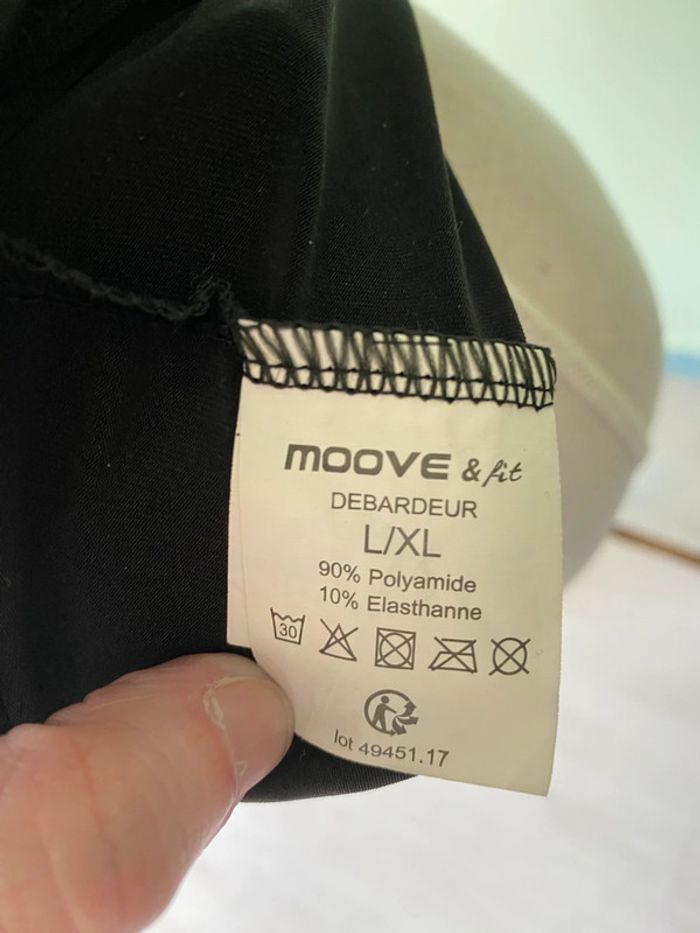 MOOVE & fit
DEBARDEUR
L/XL
90% Polyamide
10% Elasthanne
30
lot 49451.17